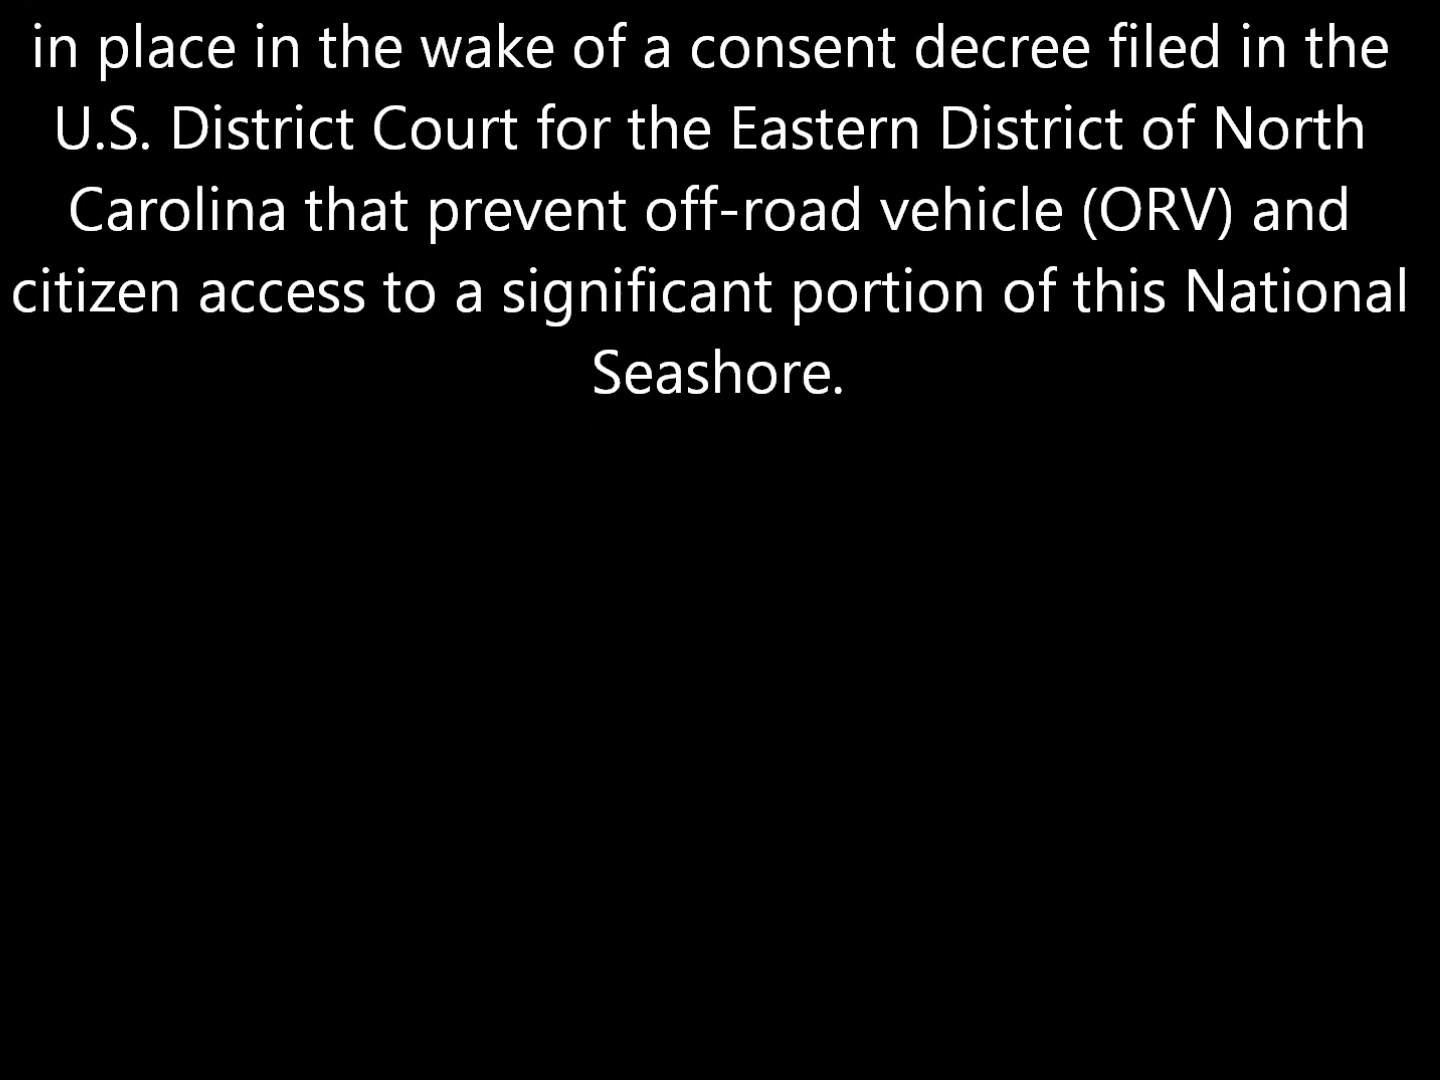 in place in the wake of a consent decree filed in the
U.S. District Court for the Eastern District of North
Carolina that prevent off-road vehicle (ORV) and
citizen access to a significant portion of this National
Seashore.